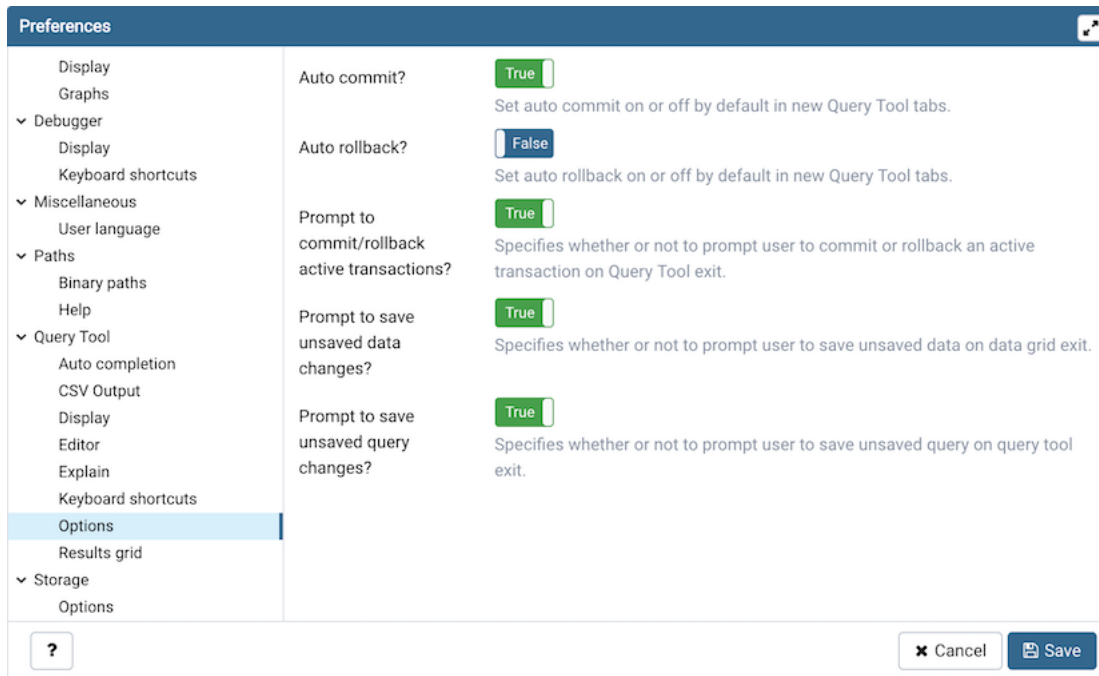 Preferences
Display
Graphs
Debugger
Display
Keyboard shortcuts
Miscellaneous
User language
Paths
Binary paths
Help
Query Tool
Auto completion
CSV Output
Display
Editor
Explain
Keyboard shortcuts
Options
Results grid
Storage
Options
Auto commit?
True
Set auto commit on or off by default in new Query Tool tabs.
Auto rollback?
False
Set auto rollback on or off by default in new Query Tool tabs.
Prompt to
commit/rollback
active transactions?
True
Specifies whether or not to prompt user to commit or rollback an active
transaction on Query Tool exit.
Prompt to save
unsaved data
changes?
True
Specifies whether or not to prompt user to save unsaved data on data grid exit.
Prompt to save
unsaved query
changes?
True
Specifies whether or not to prompt user to save unsaved query on query tool
exit.
?
Cancel
Save